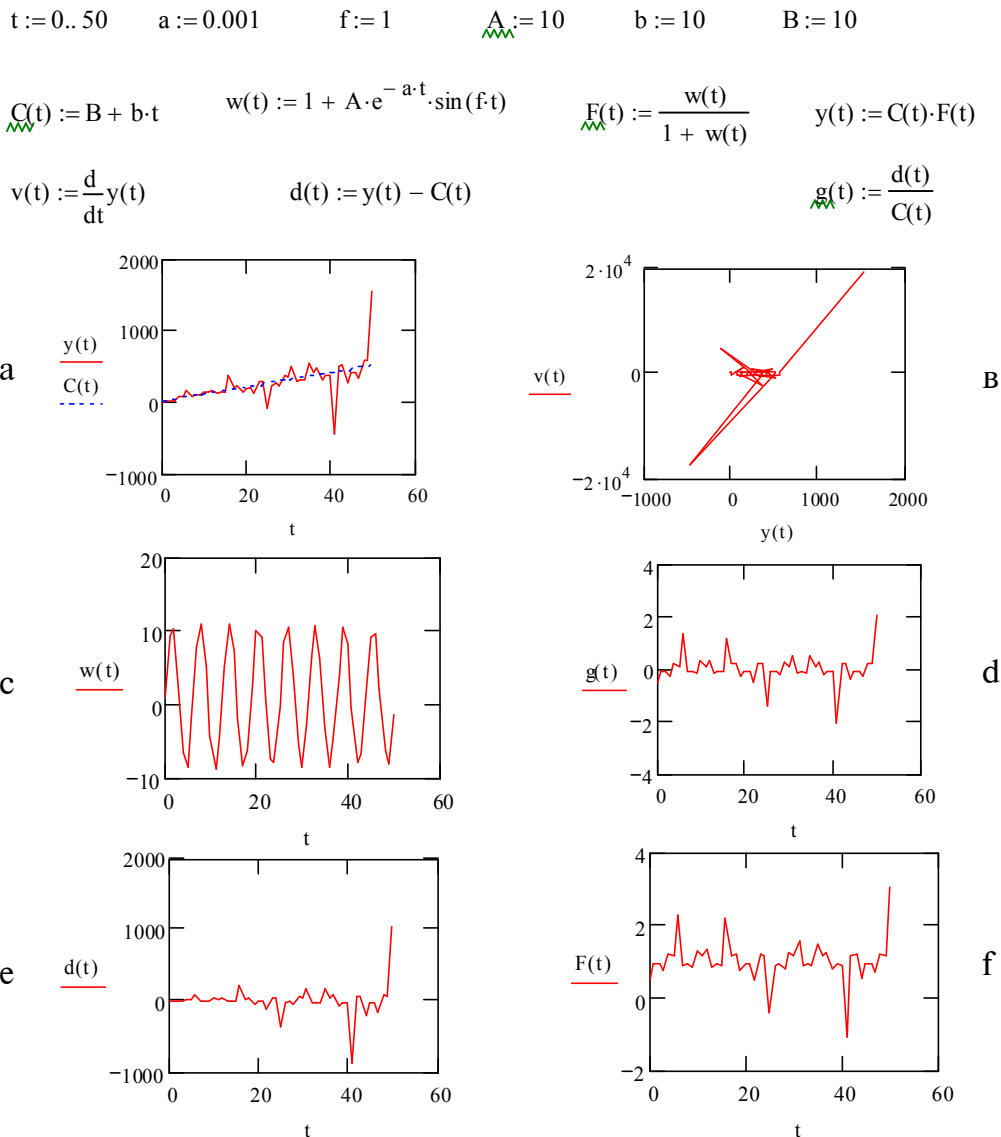 t := 0.. 50 a := 0.001 f := 1 A := 10 b := 10 B := 10
C(t) := B + b·t w(t) := 1 + A·e^(− a·t)·sin(f·t) F(t) := w(t)/(1 + w(t)) y(t) := C(t)·F(t)
v(t) := d/dt y(t) d(t) := y(t) − C(t) g(t) := d(t)/C(t)
a
y(t)
C(t)
2000
1000
0
−1000
0 20 40 60
t
v(t)
2·10^4
0
−2·10^4
−1000 0 1000 2000
y(t)
в
c
w(t)
20
10
0
−10
0 20 40 60
t
g(t)
4
2
0
−2
−4
0 20 40 60
t
d
e
d(t)
2000
1000
0
−1000
0 20 40 60
t
F(t)
4
2
0
−2
0 20 40 60
t
f